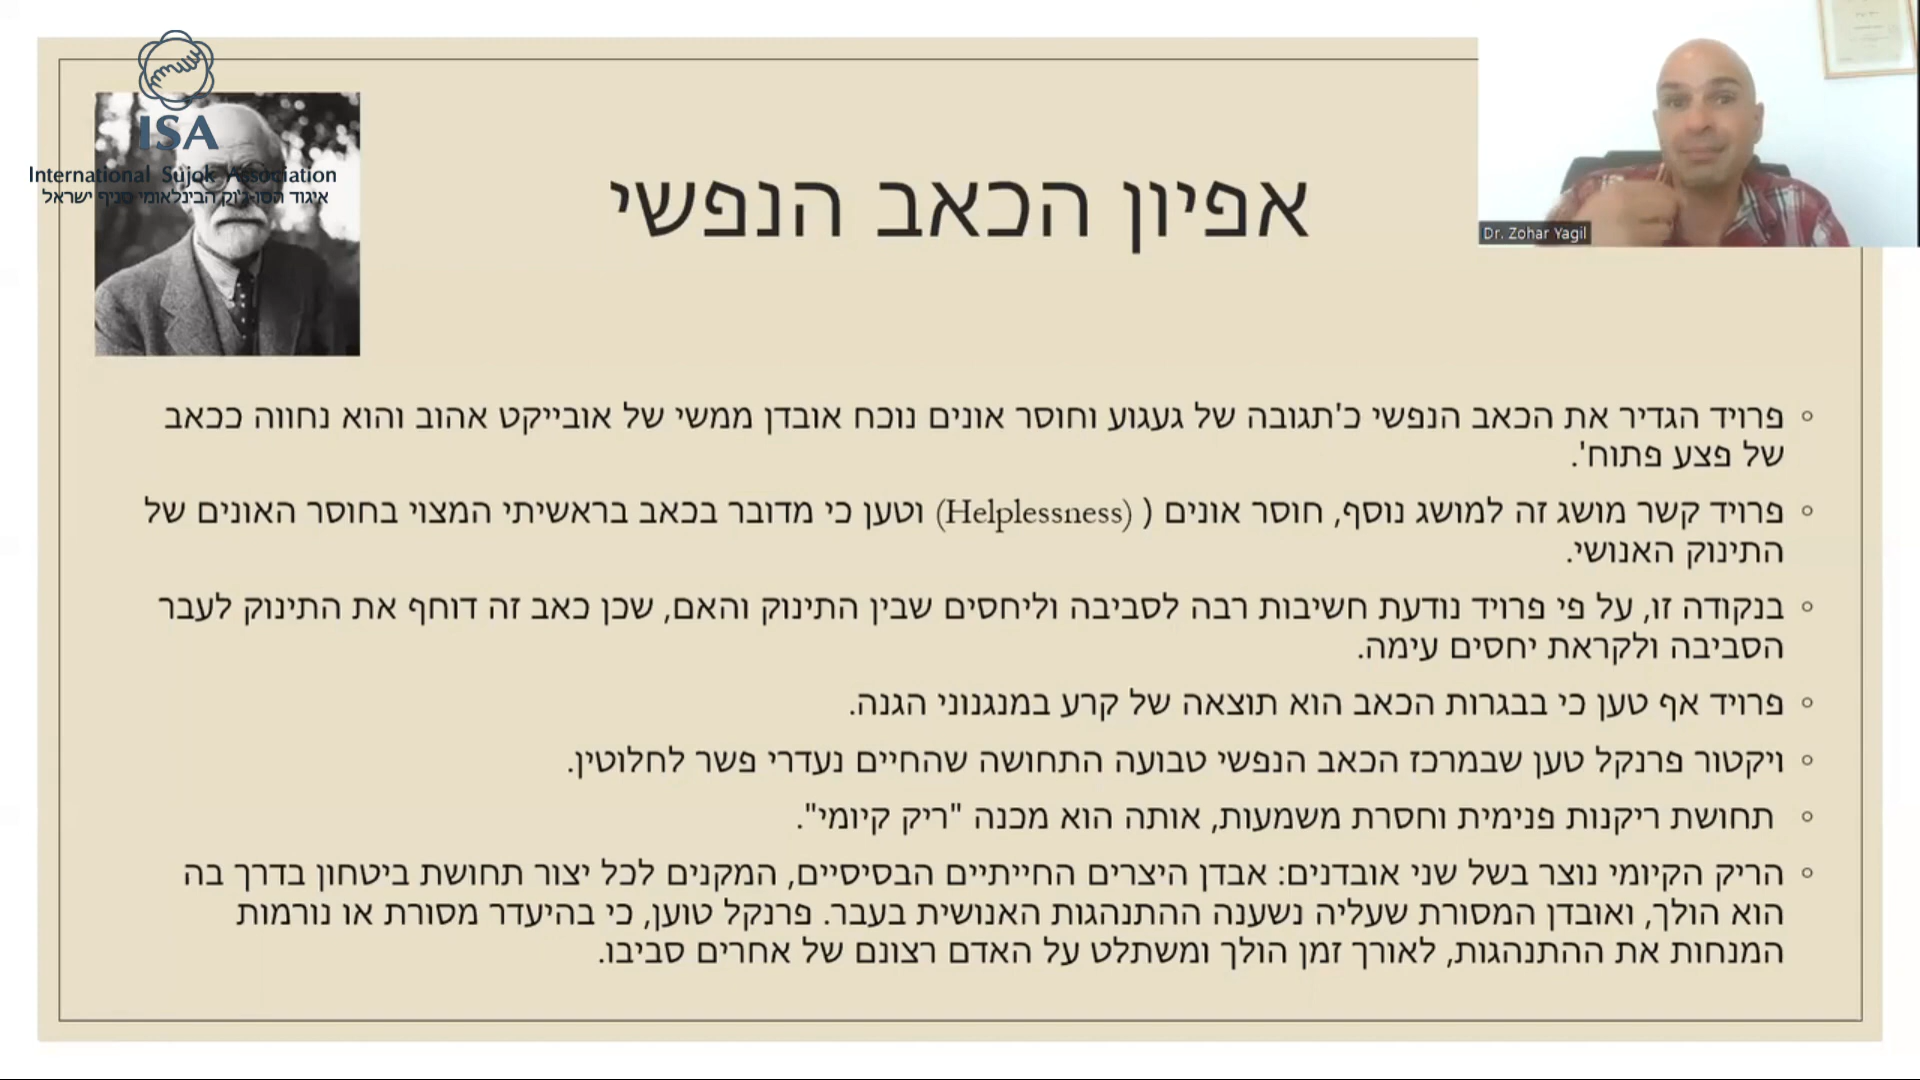 ISA
International Sujok Association
איגוד הסו-ג'וק הבינלאומי סניף ישראל
אפיון הכאב הנפשי
Dr. Zohar Yagil
◦ פרויד הגדיר את הכאב הנפשי כ'תגובה של געגוע וחוסר אונים נוכח אובדן ממשי של אובייקט אהוב והוא נחווה ככאב
של פצע פתוח'.
◦ פרויד קשר מושג זה למושג נוסף, חוסר אונים ( (Helplessness) וטען כי מדובר בכאב בראשיתי המצוי בחוסר האונים של
התינוק האנושי.
◦ בנקודה זו, על פי פרויד נודעת חשיבות רבה לסביבה וליחסים שבין התינוק והאם, שכן כאב זה דוחף את התינוק לעבר
הסביבה ולקראת יחסים עימה.
◦ פרויד אף טען כי בבגרות הכאב הוא תוצאה של קרע במנגנוני הגנה.
◦ ויקטור פרנקל טען שבמרכז הכאב הנפשי טבועה התחושה שהחיים נעדרי פשר לחלוטין.
◦ תחושת ריקנות פנימית וחסרת משמעות, אותה הוא מכנה "ריק קיומי".
◦ הריק הקיומי נוצר בשל שני אובדנים: אבדן היצרים החייתיים הבסיסיים, המקנים לכל יצור תחושת ביטחון בדרך בה
הוא הולך, ואובדן המסורת שעליה נשענה ההתנהגות האנושית בעבר. פרנקל טוען, כי בהיעדר מסורת או נורמות
המנחות את ההתנהגות, לאורך זמן הולך ומשתלט על האדם רצונם של אחרים סביבו.